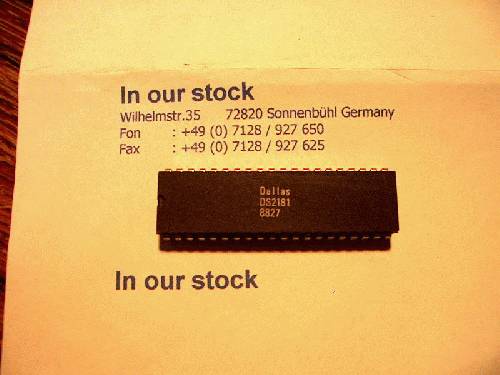 In our stock
Wilhelmstr.35 72820 Sonnenbühl Germany
Fon : +49 (0) 7128 / 927 650
Fax : +49 (0) 7128 / 927 625
Dallas
DS2181
8827
In our stock